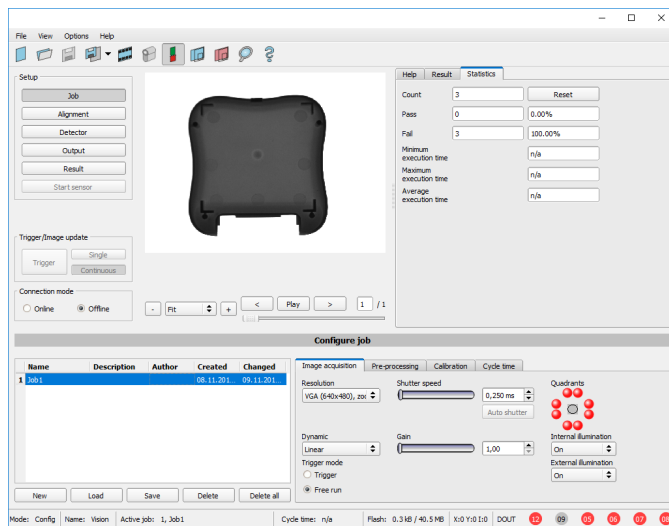 File View Options Help
Setup
Job
Alignment
Detector
Output
Result
Start sensor
Trigger/Image update
Trigger
Single
Continuous
Connection mode
Online Offline
- Fit + < Play > 1 / 1
Help Result Statistics
Count 3 Reset
Pass 0 0.00%
Fail 3 100.00%
Minimum
execution time n/a
Maximum
execution time n/a
Average
execution time n/a
Configure job
Name Description Author Created Changed
1 Job1 08.11.201... 09.11.201...
New Load Save Delete Delete all
Image acquisition Pre-processing Calibration Cycle time
Resolution Shutter speed Quadrants
VGA (640x480), zoo 0,250 ms
Auto shutter
Dynamic Gain Internal illumination
Linear 1,00 On
Trigger mode External illumination
Trigger On
Free run
Mode: Config Name: Vision Active job: 1, Job1 Cycle time: n/a Flash: 0.3 kB / 40.5 MB X:0 Y:0 I:0 DOUT 12 09 05 06 07 08